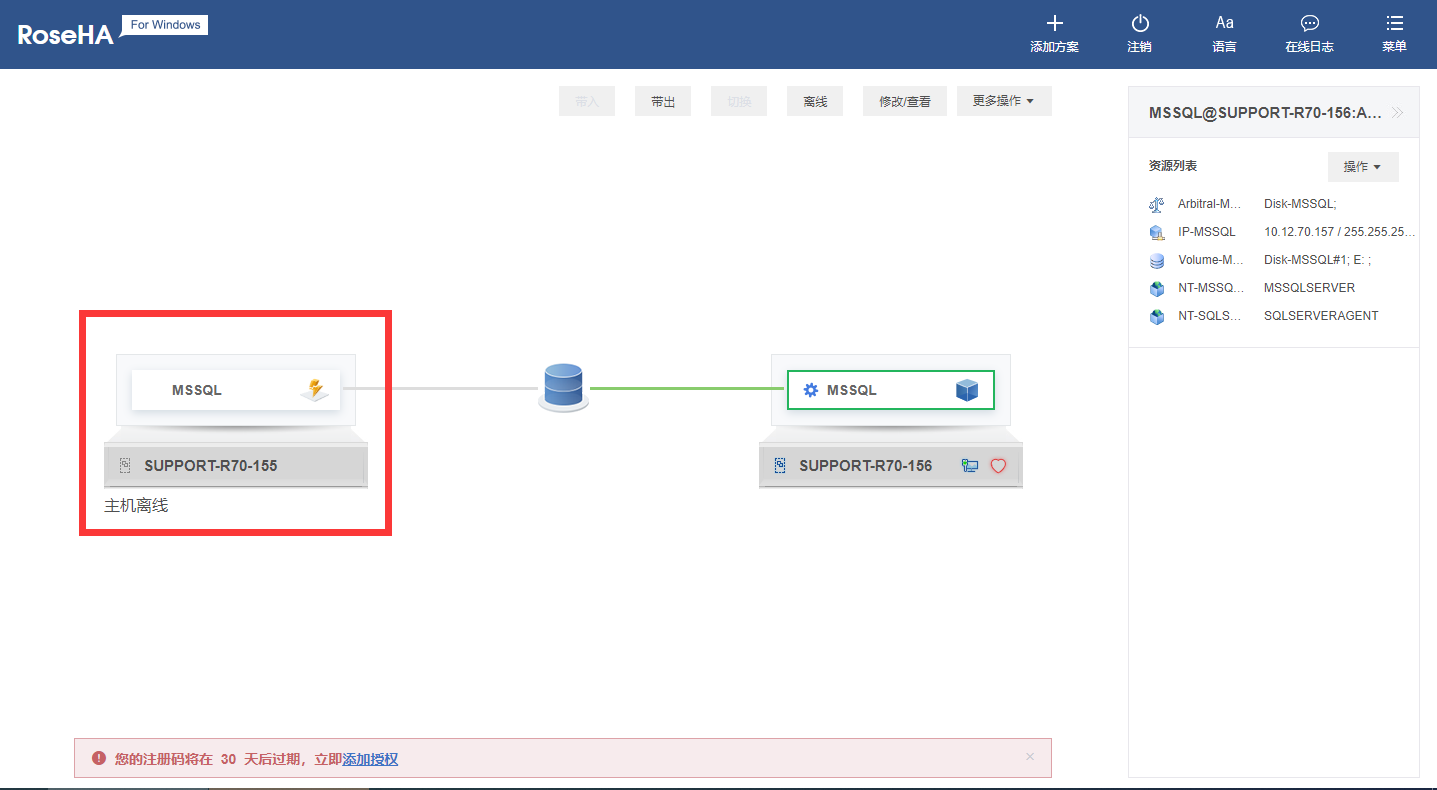 RoseHA
For Windows
添加方案
注销
Aa
语言
在线日志
菜单
带入
带出
切换
离线
修改/查看
更多操作
MSSQL@SUPPORT-R70-156:A...
资源列表
操作
Arbitral-M... Disk-MSSQL;
IP-MSSQL 10.12.70.157 / 255.255.25...
Volume-M... Disk-MSSQL#1; E: ;
NT-MSSQ... MSSQLSERVER
NT-SQLS... SQLSERVERAGENT
MSSQL
SUPPORT-R70-155
主机离线
MSSQL
SUPPORT-R70-156
您的注册码将在 30 天后过期，立即添加授权